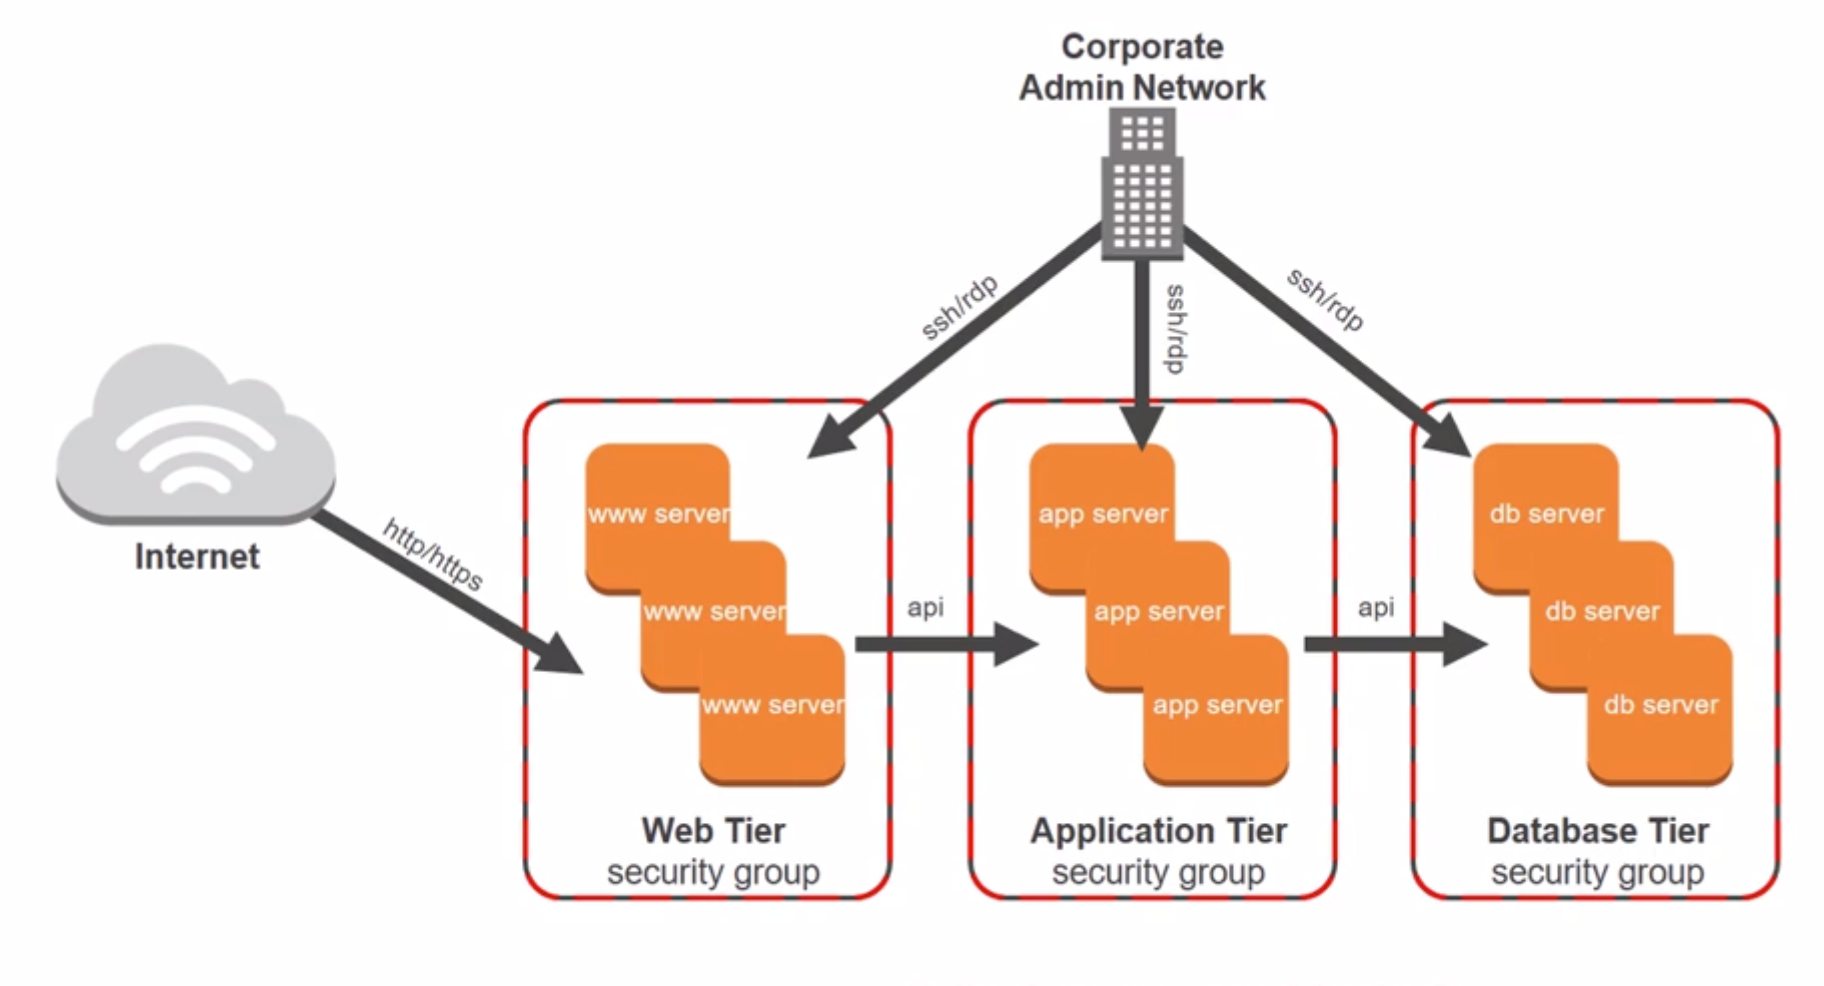 Corporate
Admin Network
ssh/rdp
ssh/rdp
ssh/rdp
Internet
http/https
www server
www server
www server
Web Tier
security group
api
app server
app server
app server
Application Tier
security group
api
db server
db server
db server
Database Tier
security group